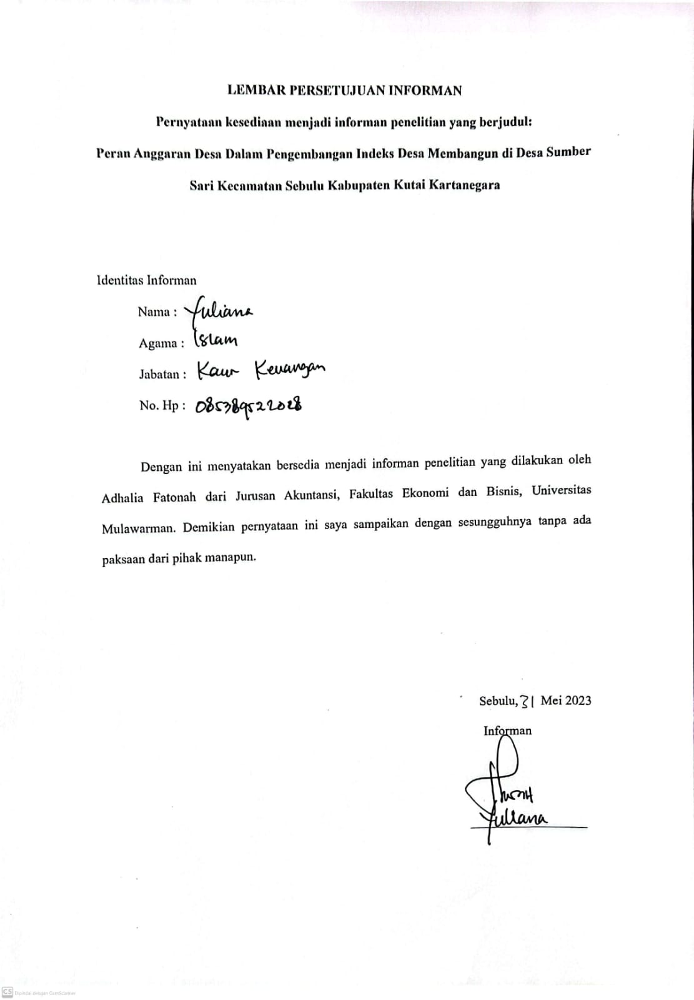 LEMBAR PERSETUJUAN INFORMAN
Pernyataan kesediaan menjadi informan penelitian yang berjudul:
Peran Anggaran Desa Dalam Pengembangan Indeks Desa Membangun di Desa Sumber
Sari Kecamatan Sebulu Kabupaten Kutai Kartanegara
Identitas Informan
Nama : Yuliana
Agama : Islam
Jabatan : Kaur Keuangan
No. Hp : 085389522028
Dengan ini menyatakan bersedia menjadi informan penelitian yang dilakukan oleh
Adhalia Fatonah dari Jurusan Akuntansi, Fakultas Ekonomi dan Bisnis, Universitas
Mulawarman. Demikian pernyataan ini saya sampaikan dengan sesungguhnya tanpa ada
paksaan dari pihak manapun.
Sebulu, 31 Mei 2023
Informan
Yuliana
CS Dipindai dengan CamScanner